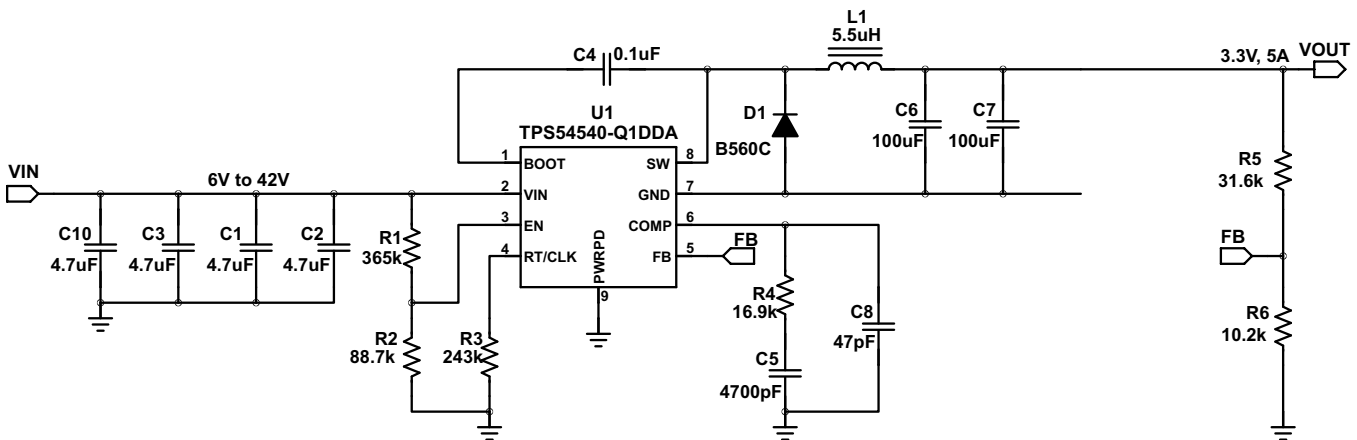 L1
5.5uH
C4
0.1uF
3.3V, 5A
VOUT
U1
TPS54540-Q1DDA
D1
B560C
C6
100uF
C7
100uF
VIN
6V to 42V
1
BOOT
SW
8
2
VIN
GND
7
3
EN
COMP
6
4
RT/CLK
FB
5
PWRPD
9
FB
C10
4.7uF
C3
4.7uF
C1
4.7uF
C2
4.7uF
R1
365k
R2
88.7k
R3
243k
R4
16.9k
C5
4700pF
C8
47pF
R5
31.6k
FB
R6
10.2k